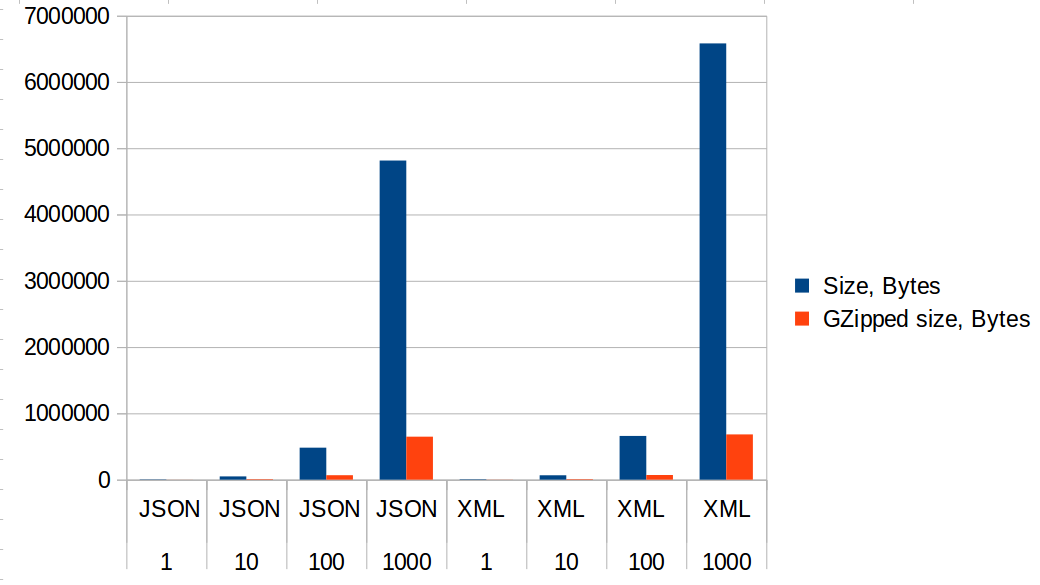 7000000
6000000
5000000
4000000
3000000
2000000
1000000
0
JSON JSON JSON JSON XML XML XML XML
1 10 100 1000 1 10 100 1000
Size, Bytes
GZipped size, Bytes